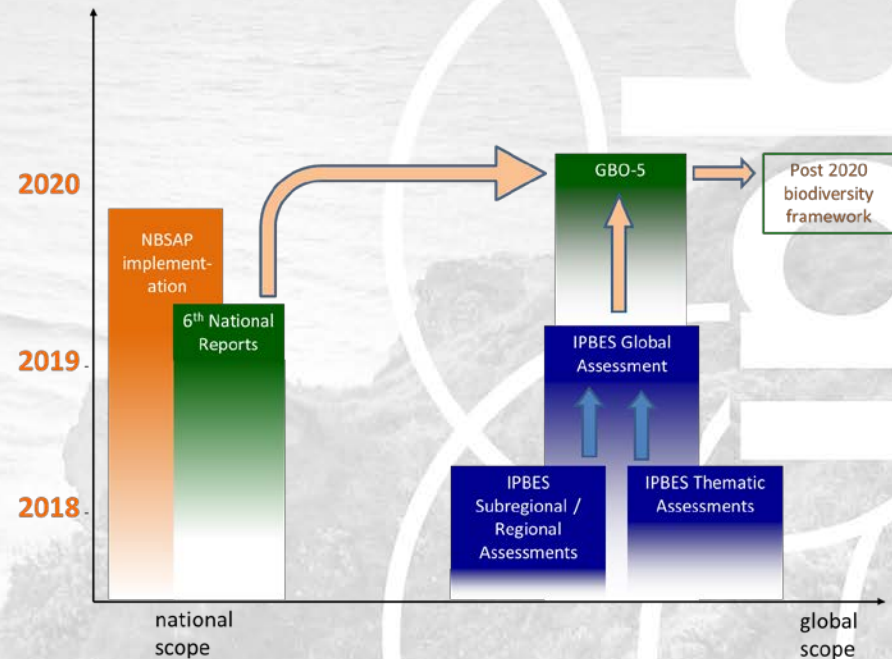 2020
2019
2018
NBSAP
implement-
ation
6th National
Reports
GBO-5
Post 2020
biodiversity
framework
IPBES Global
Assessment
IPBES
Subregional /
Regional
Assessments
IPBES Thematic
Assessments
national
scope
global
scope